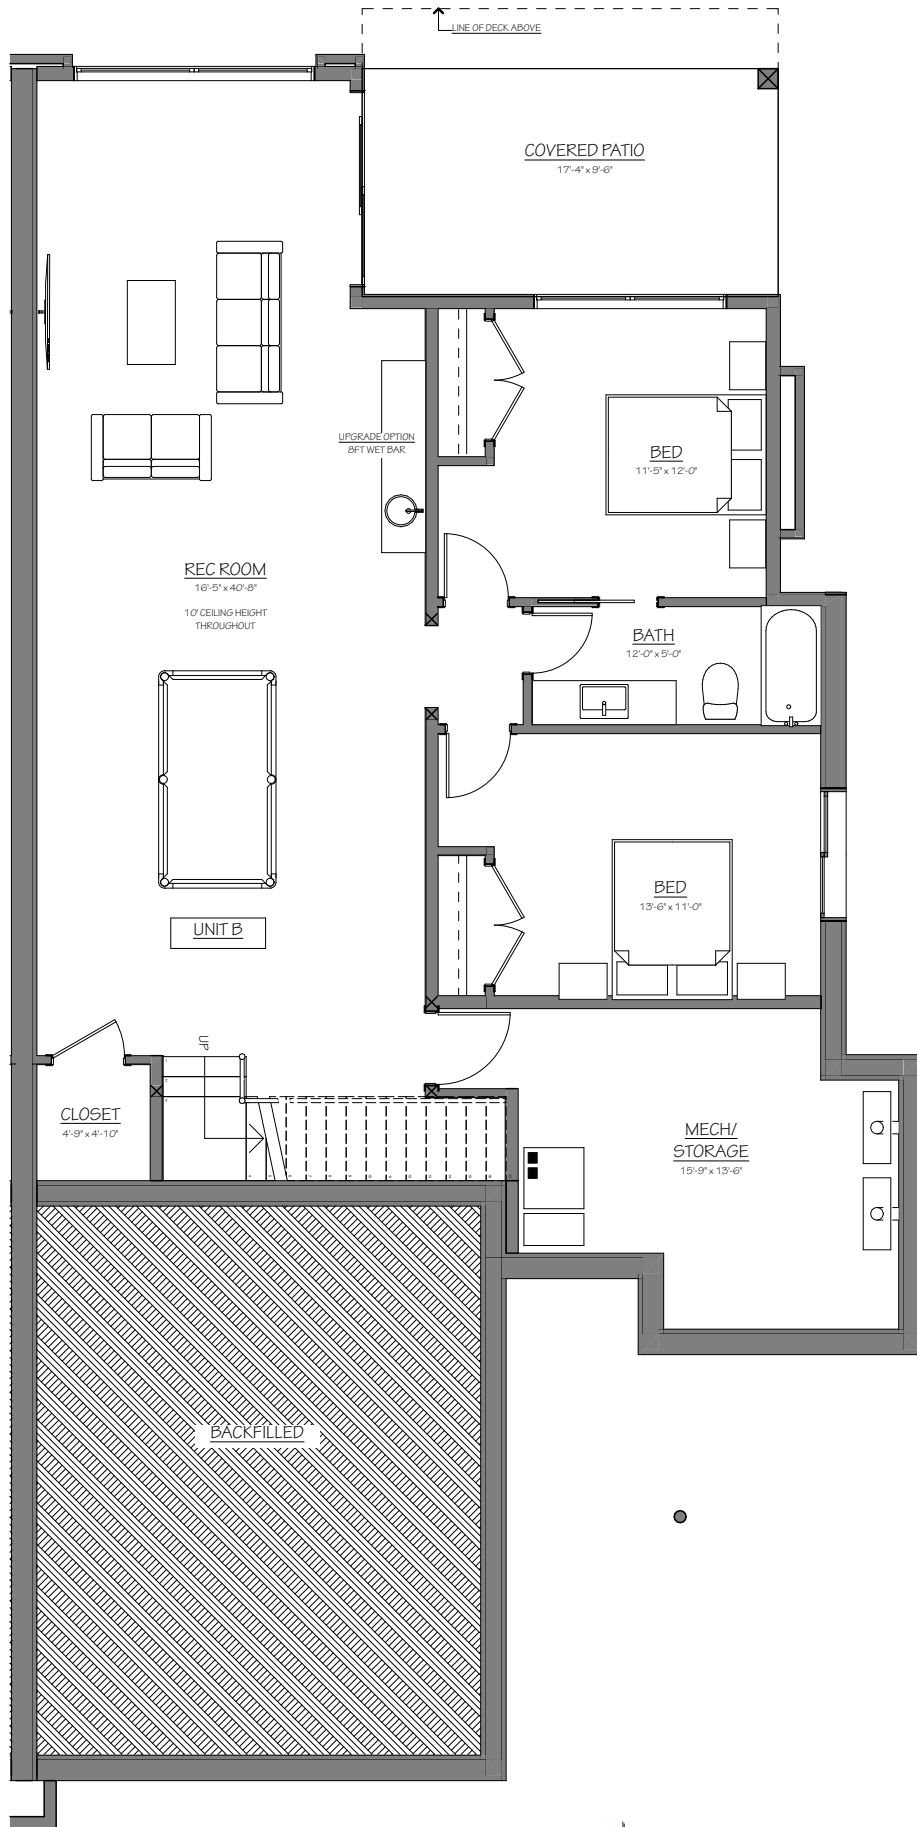 LINE OF DECK ABOVE
COVERED PATIO
17'-4" x 9'-6"
UPGRADE OPTION
8FT WET BAR
BED
11'-5" x 12'-0"
REC ROOM
16'-5" x 40'-8"
10' CEILING HEIGHT
THROUGHOUT
BATH
12'-0" x 5'-0"
BED
13'-6" x 11'-0"
UNIT B
UP
CLOSET
4'-9" x 4'-10"
MECH/
STORAGE
15'-9" x 13'-6"
BACKFILLED